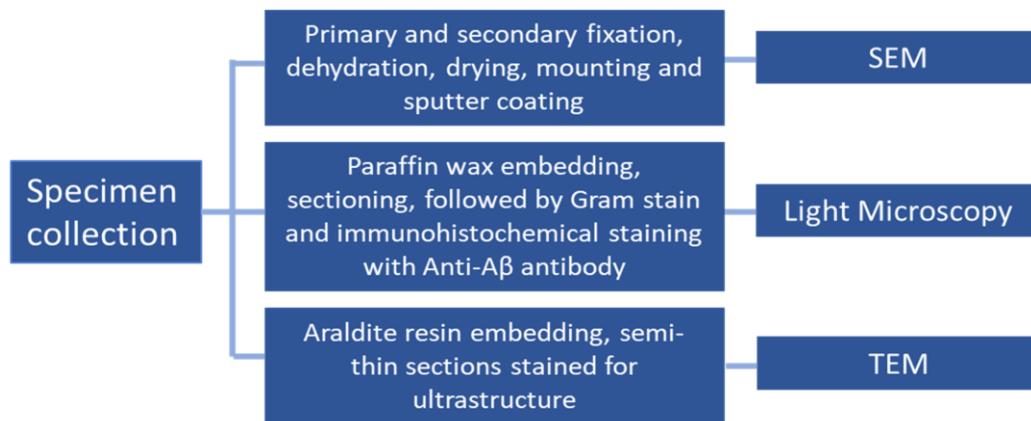 Specimen
collection
Primary and secondary fixation,
dehydration, drying, mounting and
sputter coating
SEM
Paraffin wax embedding,
sectioning, followed by Gram stain
and immunohistochemical staining
with Anti-Aβ antibody
Light Microscopy
Araldite resin embedding, semi-
thin sections stained for
ultrastructure
TEM